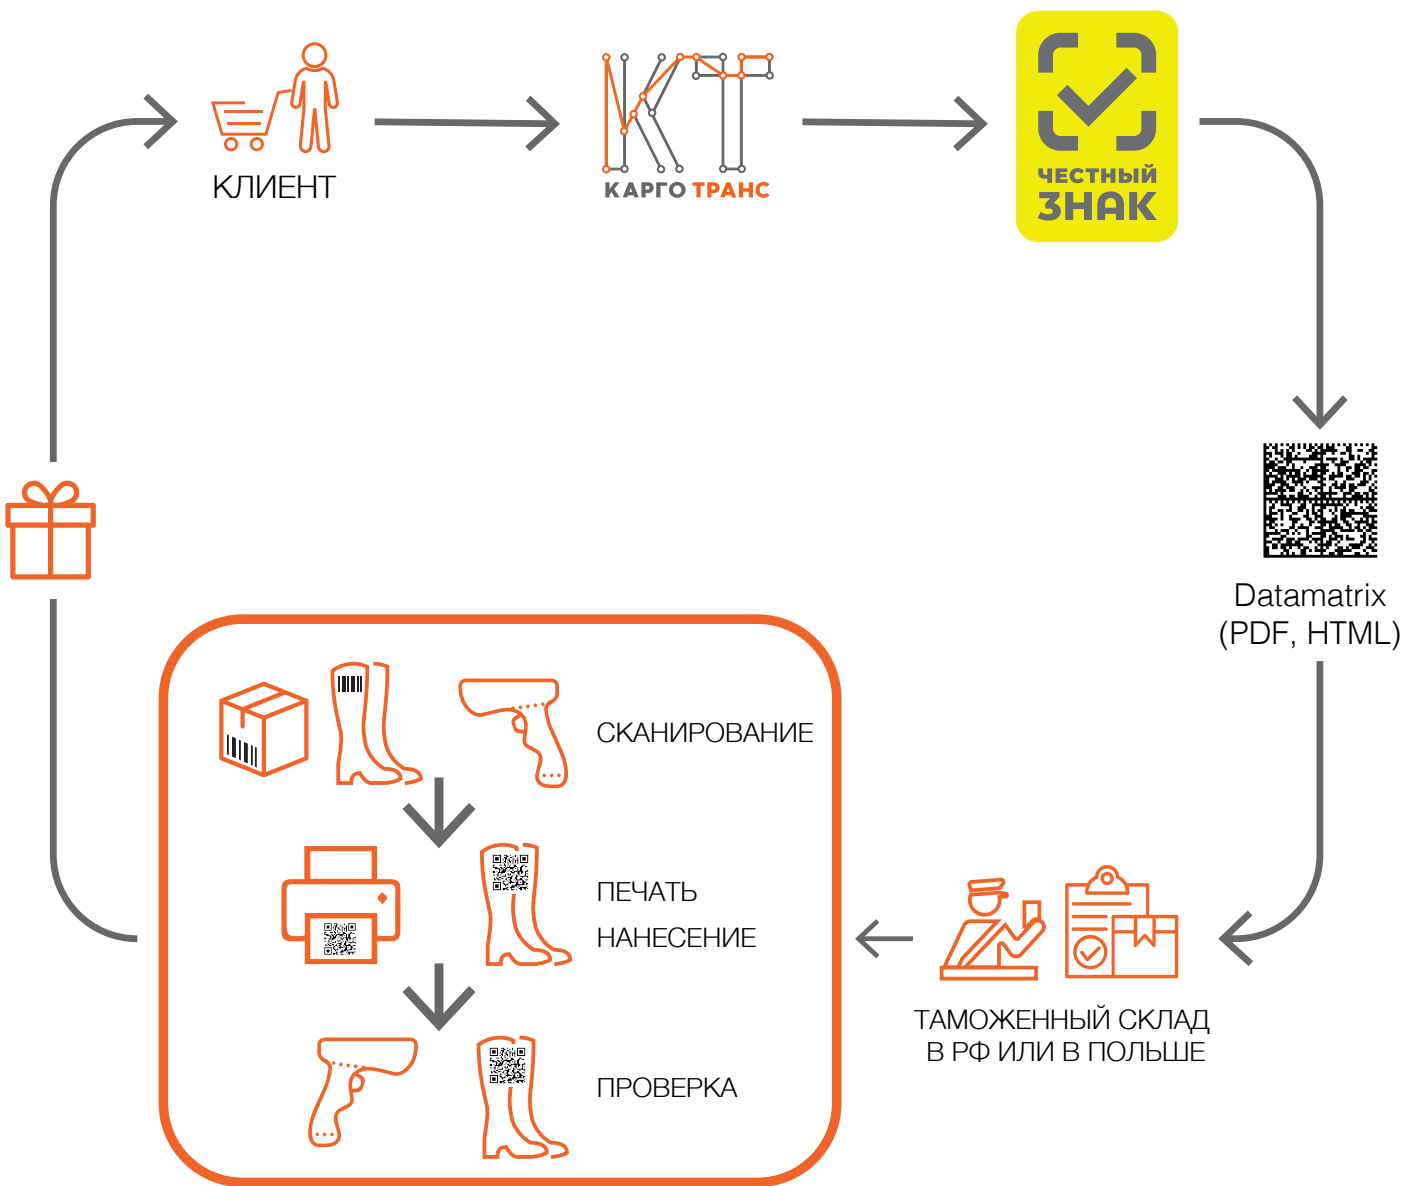 КЛИЕНТ
КТ
КАРГО ТРАНС
ЧЕСТНЫЙ
ЗНАК
Datamatrix
(PDF, HTML)
СКАНИРОВАНИЕ
ПЕЧАТЬ
НАНЕСЕНИЕ
ПРОВЕРКА
ТАМОЖЕННЫЙ СКЛАД
В РФ ИЛИ В ПОЛЬШЕ